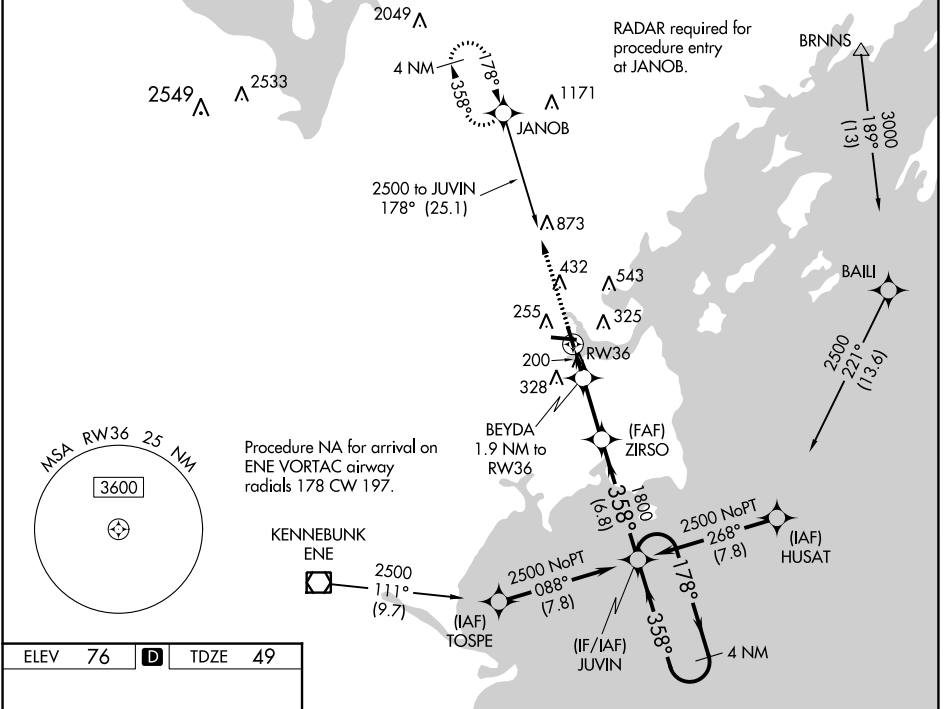 2049
RADAR required for
procedure entry
at JANOB.
BRNNS
4 NM
178°
358°
2549
2533
1171
JANOB
3000
189°
(13)
2500 to JUVIN
178° (25.1)
873
432
543
BAILI
255
325
200
RW36
328
2500
221°
(13.6)
BEYDA
1.9 NM to
RW36
(FAF)
ZIRSO
MSA RW36 25 NM
3600
Procedure NA for arrival on
ENE VORTAC airway
radials 178 CW 197.
1800
358°
(6.8)
KENNEBUNK
ENE
2500 NoPT
268°
(7.8)
(IAF)
HUSAT
2500
111°
(9.7)
2500 NoPT
088°
(7.8)
178°
(IAF)
TOSPE
(IF/IAF)
JUVIN
358°
4 NM
ELEV 76 D TDZE 49